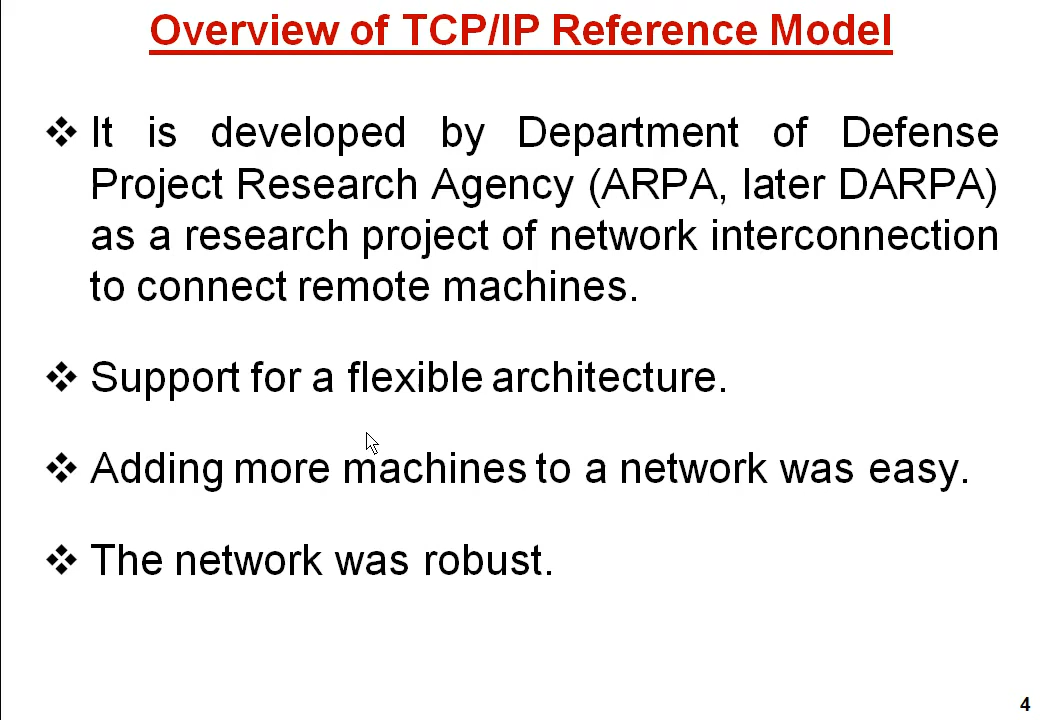 Overview of TCP/IP Reference Model
❖ It is developed by Department of Defense
Project Research Agency (ARPA, later DARPA)
as a research project of network interconnection
to connect remote machines.
❖ Support for a flexible architecture.
❖ Adding more machines to a network was easy.
❖ The network was robust.
4